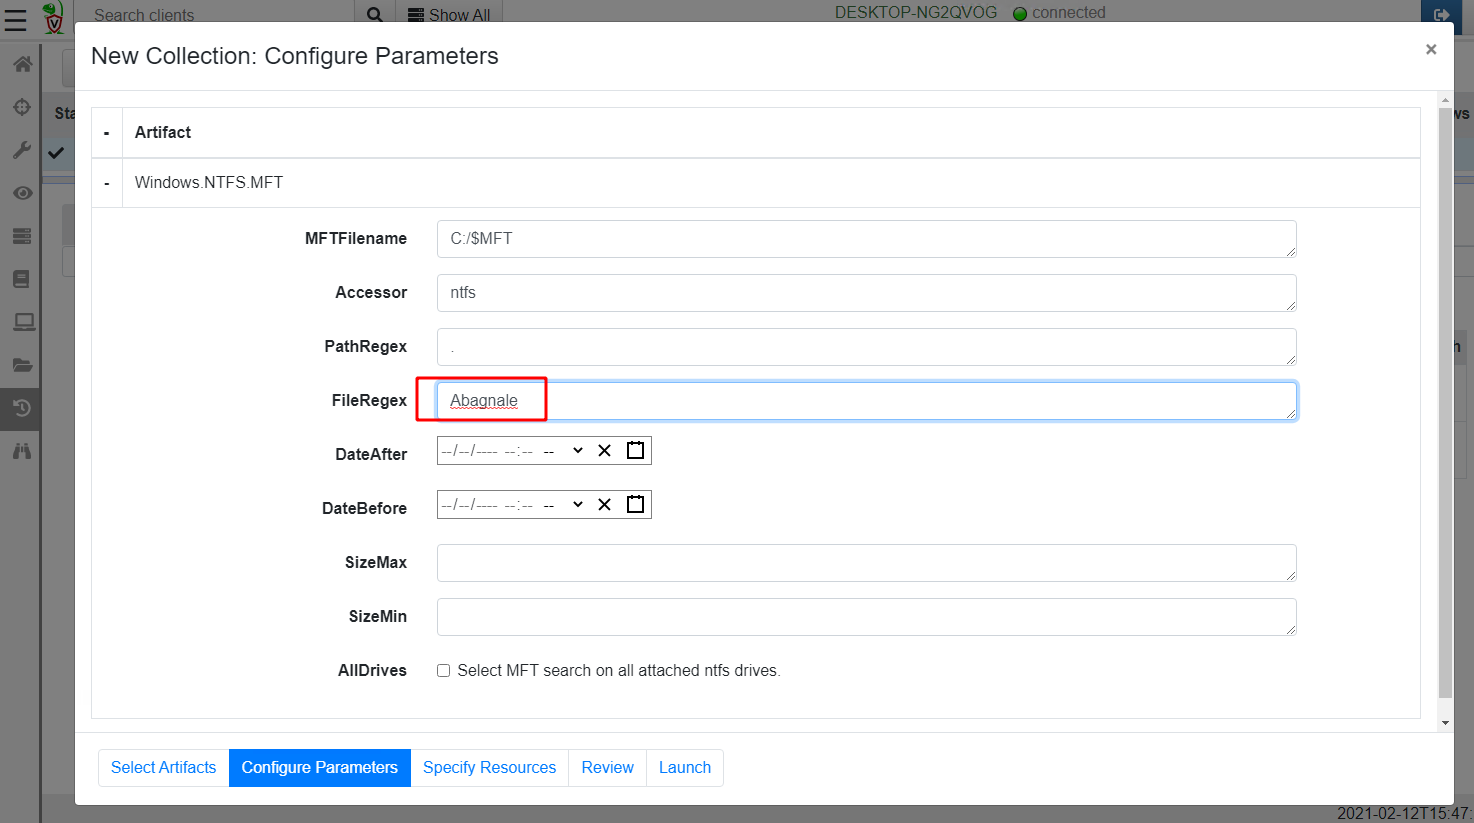 Search clients
Show All
DESKTOP-NG2QVOG connected
New Collection: Configure Parameters
×
- Artifact
- Windows.NTFS.MFT
MFTFilename C:/$MFT
Accessor ntfs
PathRegex .
FileRegex Abagnale
DateAfter --/--/---- --:-- --
DateBefore --/--/---- --:-- --
SizeMax
SizeMin
AllDrives Select MFT search on all attached ntfs drives.
Select Artifacts Configure Parameters Specify Resources Review Launch
2021-02-12T15:47: